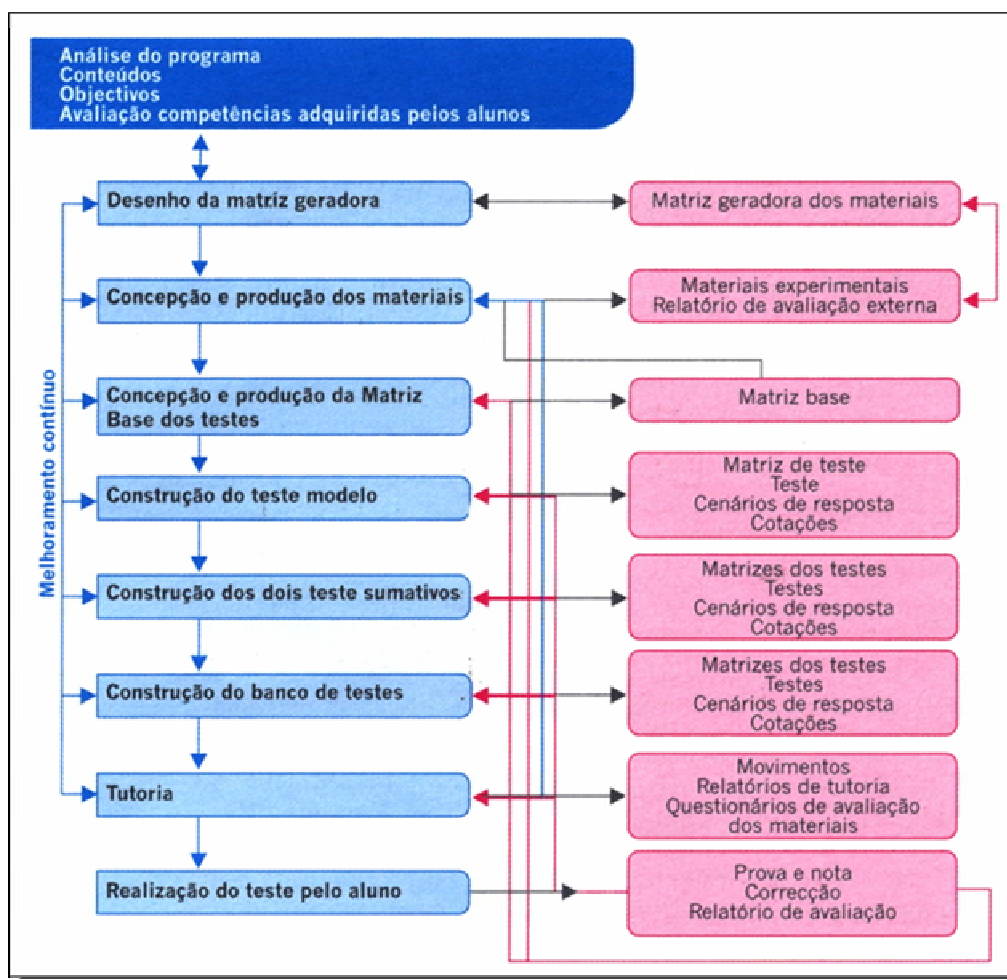 Análise do programa
Conteúdos
Objectivos
Avaliação competências adquiridas pelos alunos
Desenho da matriz geradora
Matriz geradora dos materiais
Concepção e produção dos materiais
Materiais experimentais
Relatório de avaliação externa
Concepção e produção da Matriz
Base dos testes
Matriz base
Construção do teste modelo
Matriz de teste
Teste
Cenários de resposta
Cotações
Construção dos dois teste sumativos
Matrizes dos testes
Testes
Cenários de resposta
Cotações
Construção do banco de testes
Matrizes dos testes
Testes
Cenários de resposta
Cotações
Tutoria
Movimentos
Relatórios de tutoria
Questionários de avaliação
dos materiais
Realização do teste pelo aluno
Prova e nota
Correcção
Relatório de avaliação
Melhoramento contínuo